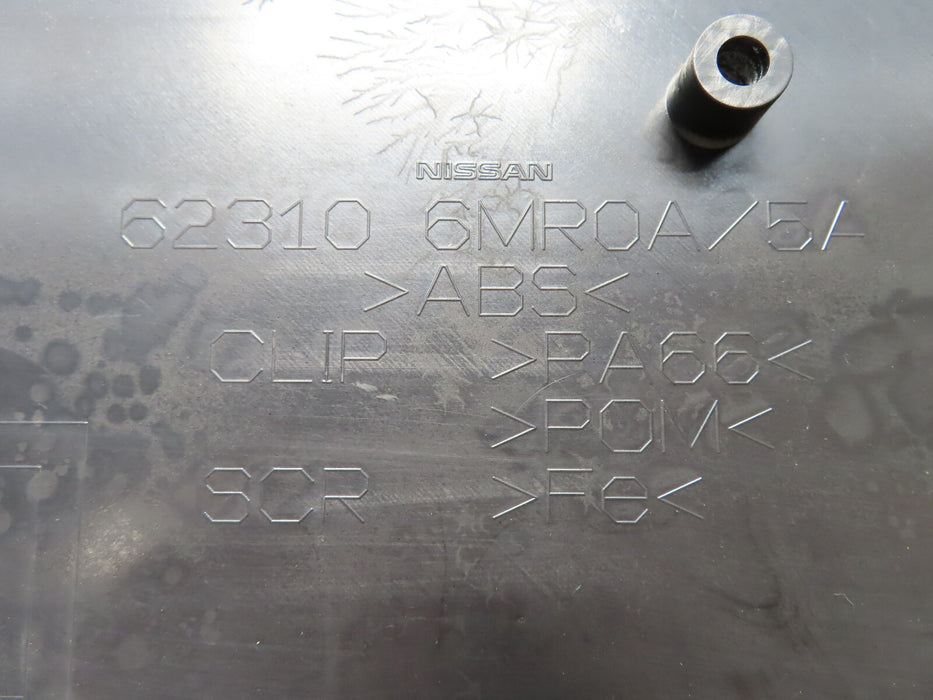 NISSAN
62310 6MR0A/5A
>ABS<
CLIP >PA66<
>POM<
SCR >Fe<